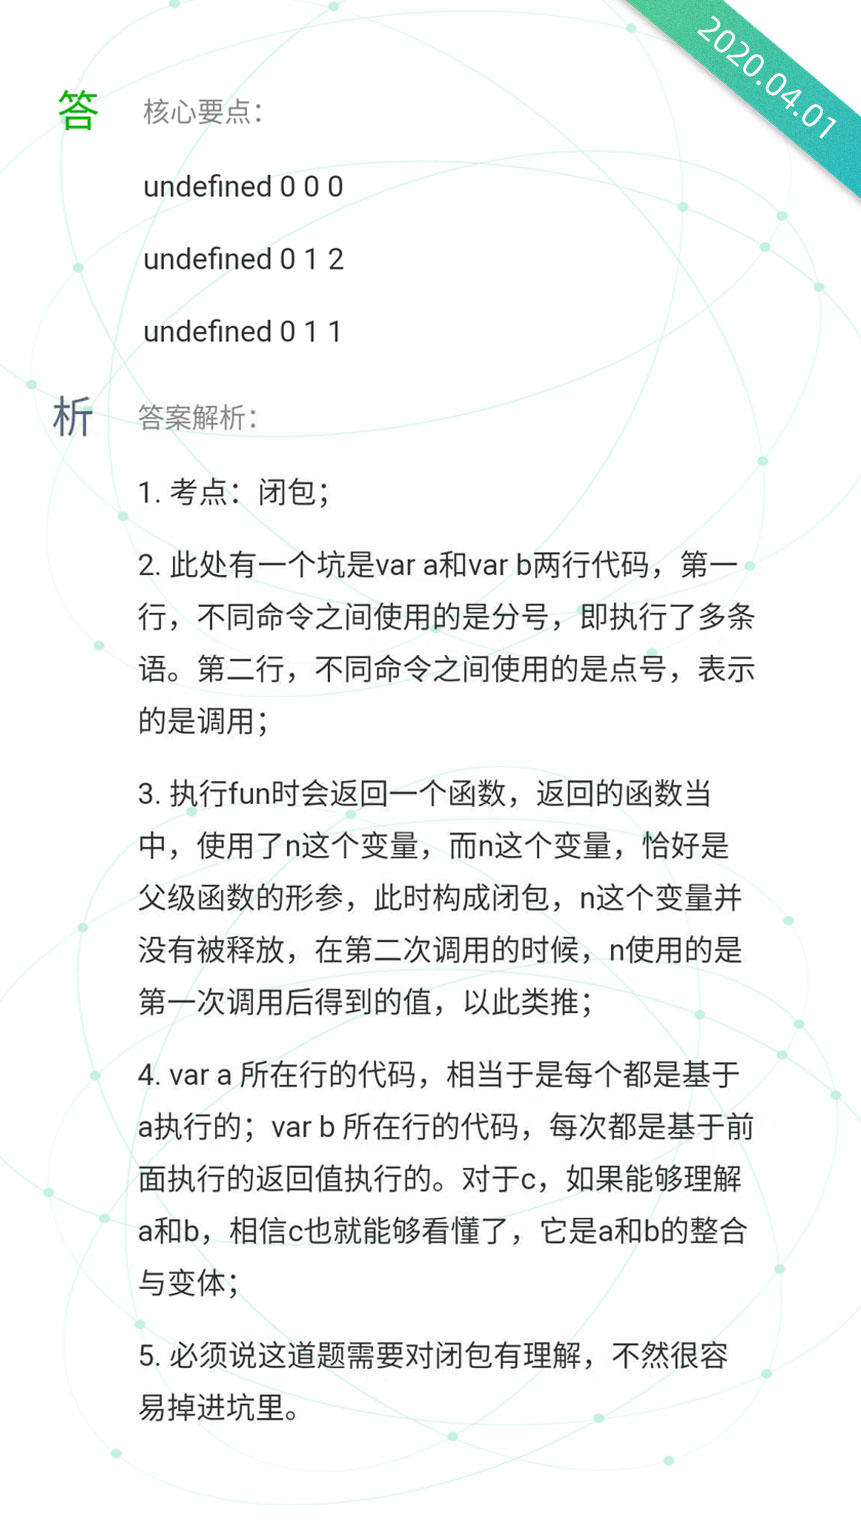 2020.04.01
答 核心要点：
undefined 0 0 0
undefined 0 1 2
undefined 0 1 1
析 答案解析：
1. 考点：闭包；
2. 此处有一个坑是var a和var b两行代码，第一
行，不同命令之间使用的是分号，即执行了多条
语。第二行，不同命令之间使用的是点号，表示
的是调用；
3. 执行fun时会返回一个函数，返回的函数当
中，使用了n这个变量，而n这个变量，恰好是
父级函数的形参，此时构成闭包，n这个变量并
没有被释放，在第二次调用的时候，n使用的是
第一次调用后得到的值，以此类推；
4. var a 所在行的代码，相当于是每个都是基于
a执行的；var b 所在行的代码，每次都是基于前
面执行的返回值执行的。对于c，如果能够理解
a和b，相信c也就能够看懂了，它是a和b的整合
与变体；
5. 必须说这道题需要对闭包有理解，不然很容
易掉进坑里。